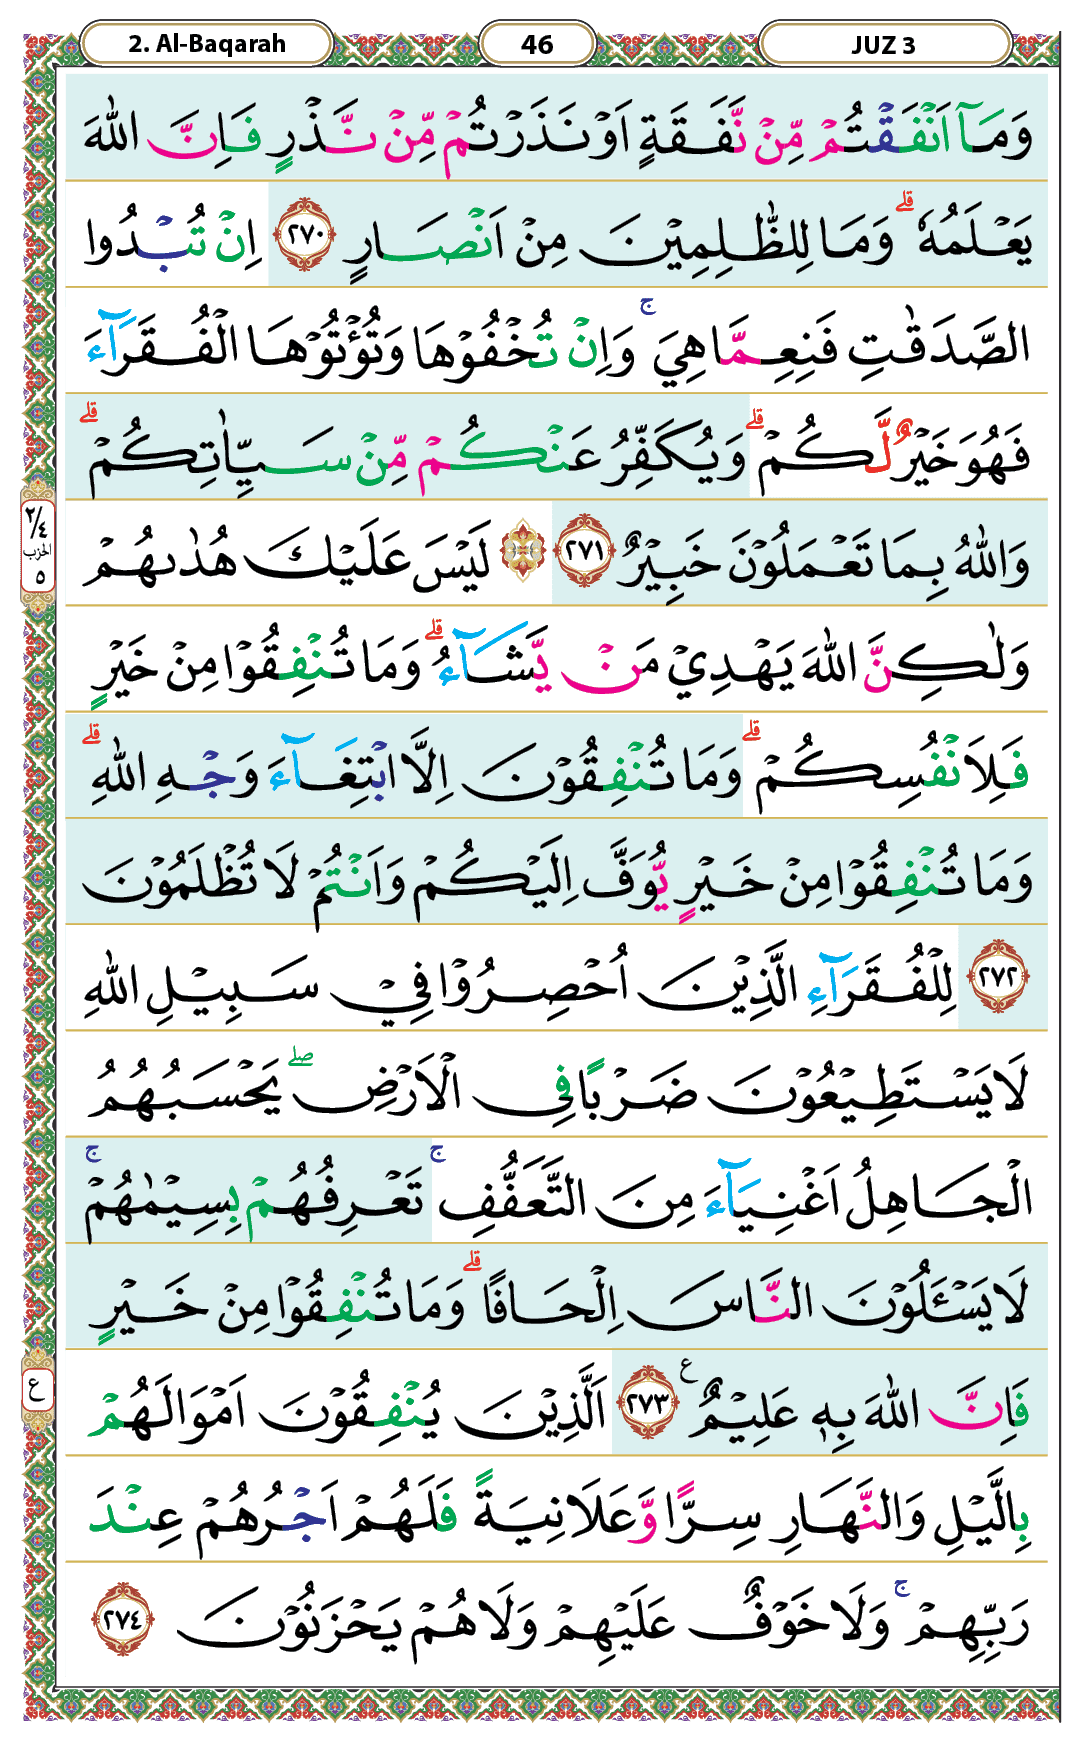 2. Al-Baqarah 46 JUZ 3
وَمَآ اَنْفَقْتُمْ مِّنْ نَّفَقَةٍ اَوْ نَذَرْتُمْ مِّنْ نَّذْرٍ فَاِنَّ اللّٰهَ
يَعْلَمُهٗ ۗ وَمَا لِلظّٰلِمِيْنَ مِنْ اَنْصَارٍ ٢٧٠ اِنْ تُبْدُوا
الصَّدَقٰتِ فَنِعِمَّا هِيَ ۚ وَاِنْ تُخْفُوْهَا وَتُؤْتُوْهَا الْفُقَرَآءَ
فَهُوَ خَيْرٌ لَّكُمْ ۗ وَيُكَفِّرُ عَنْكُمْ مِّنْ سَيِّاٰتِكُمْ ۗ
وَاللّٰهُ بِمَا تَعْمَلُوْنَ خَبِيْرٌ ٢٧١ ۞ لَيْسَ عَلَيْكَ هُدٰىهُمْ
وَلٰكِنَّ اللّٰهَ يَهْدِيْ مَنْ يَّشَآءُ ۗ وَمَا تُنْفِقُوْا مِنْ خَيْرٍ
فَلِاَنْفُسِكُمْ ۗ وَمَا تُنْفِقُوْنَ اِلَّا ابْتِغَآءَ وَجْهِ اللّٰهِ ۗ
وَمَا تُنْفِقُوْا مِنْ خَيْرٍ يُّوَفَّ اِلَيْكُمْ وَاَنْتُمْ لَا تُظْلَمُوْنَ
٢٧٢ لِلْفُقَرَآءِ الَّذِيْنَ اُحْصِرُوْا فِيْ سَبِيْلِ اللّٰهِ
لَا يَسْتَطِيْعُوْنَ ضَرْبًا فِى الْاَرْضِ ۖ يَحْسَبُهُمُ
الْجَاهِلُ اَغْنِيَآءَ مِنَ التَّعَفُّفِ ۚ تَعْرِفُهُمْ بِسِيْمٰهُمْ ۚ
لَا يَسْـَٔلُوْنَ النَّاسَ اِلْحَافًا ۗ وَمَا تُنْفِقُوْا مِنْ خَيْرٍ
فَاِنَّ اللّٰهَ بِهٖ عَلِيْمٌ ࣖ ٢٧٣ اَلَّذِيْنَ يُنْفِقُوْنَ اَمْوَالَهُمْ
بِالَّيْلِ وَالنَّهَارِ سِرًّا وَّعَلَانِيَةً فَلَهُمْ اَجْرُهُمْ عِنْدَ
رَبِّهِمْ ۚ وَلَا خَوْفٌ عَلَيْهِمْ وَلَا هُمْ يَحْزَنُوْنَ ٢٧٤
٢/٤
الحزب
٥
ع